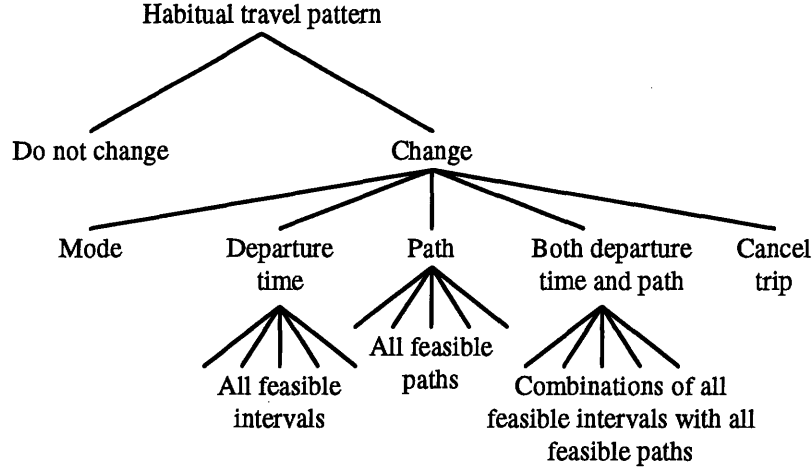 Habitual travel pattern
Do not change
Change
Mode
Departure
time
Path
Both departure
time and path
Cancel
trip
All feasible
intervals
All feasible
paths
Combinations of all
feasible intervals with all
feasible paths